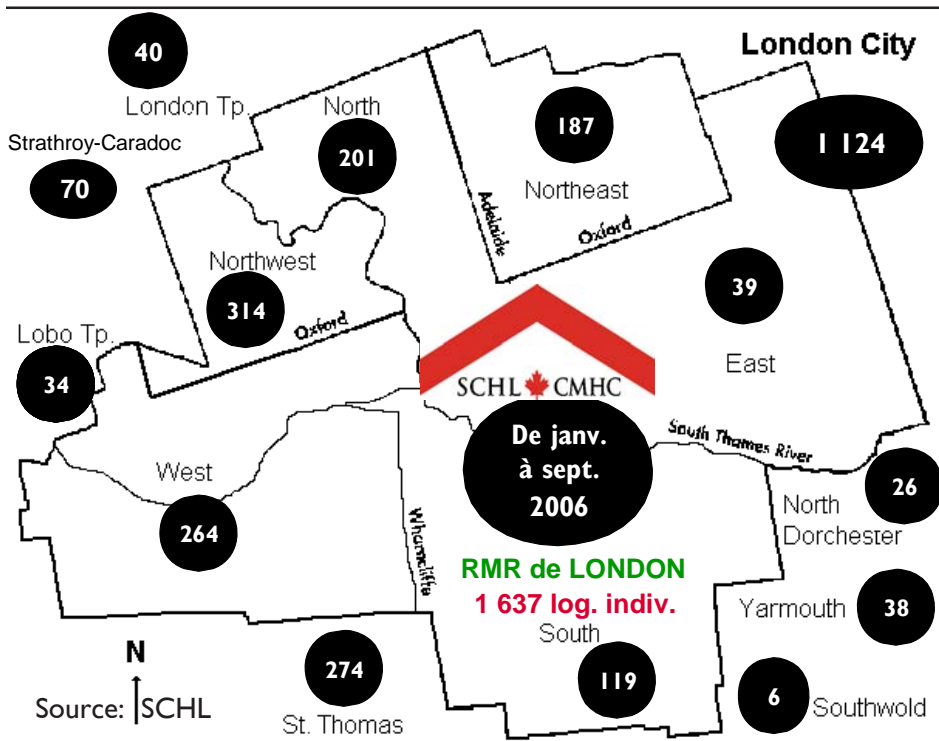 London City
40
London Tp.
North
187
1 124
Strathroy-Caradoc
201
70
Northeast
Adelaide
Oxford
Northwest
39
314
Oxford
Lobo Tp.
East
34
SCHL CMHC
De janv.
à sept.
2006
South Thames River
West
26
North
Dorchester
264
Wharncliffe
RMR de LONDON
1 637 log. indiv.
Yarmouth
38
South
N
274
119
6
Southwold
Source: SCHL
St. Thomas